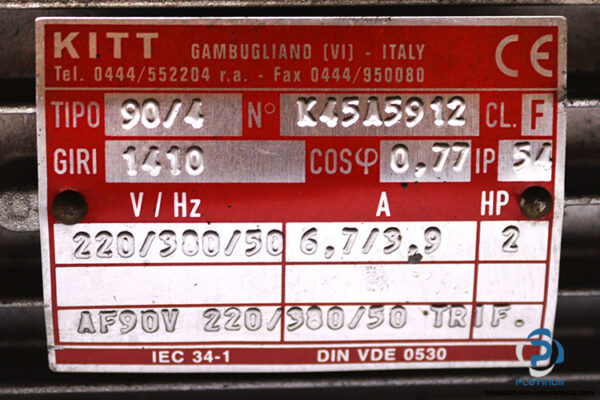 KITT GAMBUGLIANO (VI) - ITALY CE
Tel. 0444/552204 r.a. - Fax 0444/950080
TIPO 90/4 N° K45A5912 CL. F
GIRI 1410 COSφ 0,77 IP 54
V / Hz A HP
220/380/50 6,7/3,9 2
AF90V 220/380/50 TRIF.
IEC 34-1 DIN VDE 0530
PLATINUM